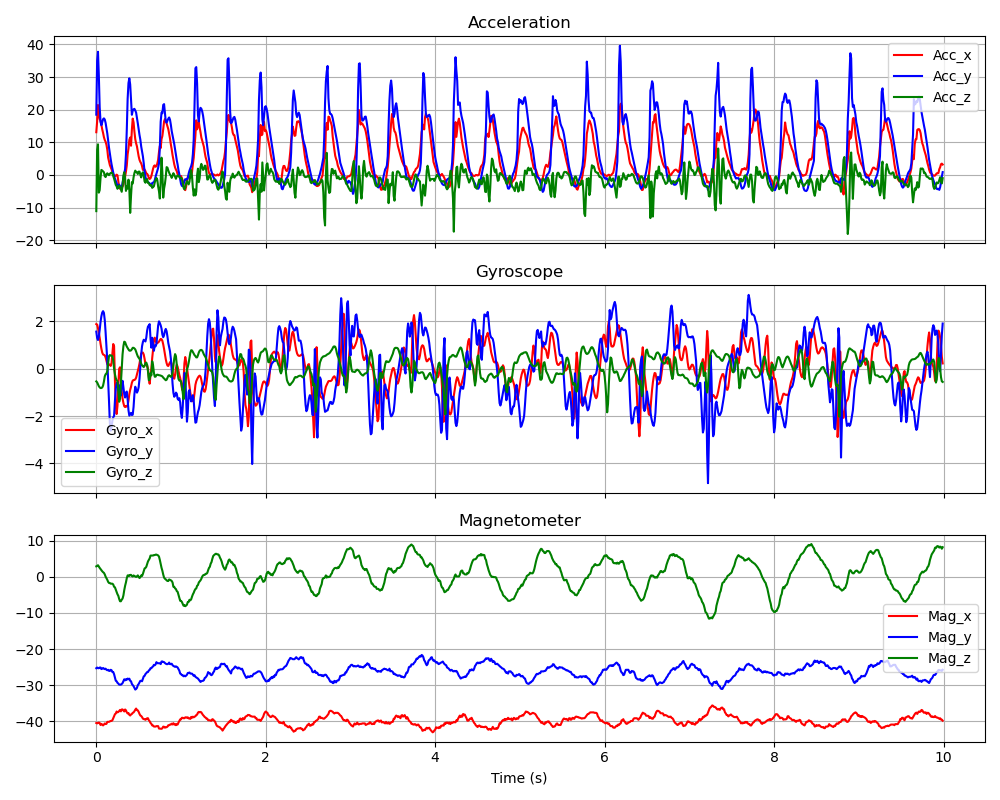 Acceleration
40
30
20
10
0
−10
−20
Acc_x
Acc_y
Acc_z
Gyroscope
2
0
−2
−4
Gyro_x
Gyro_y
Gyro_z
Magnetometer
10
0
−10
−20
−30
−40
Mag_x
Mag_y
Mag_z
0 2 4 6 8 10
Time (s)